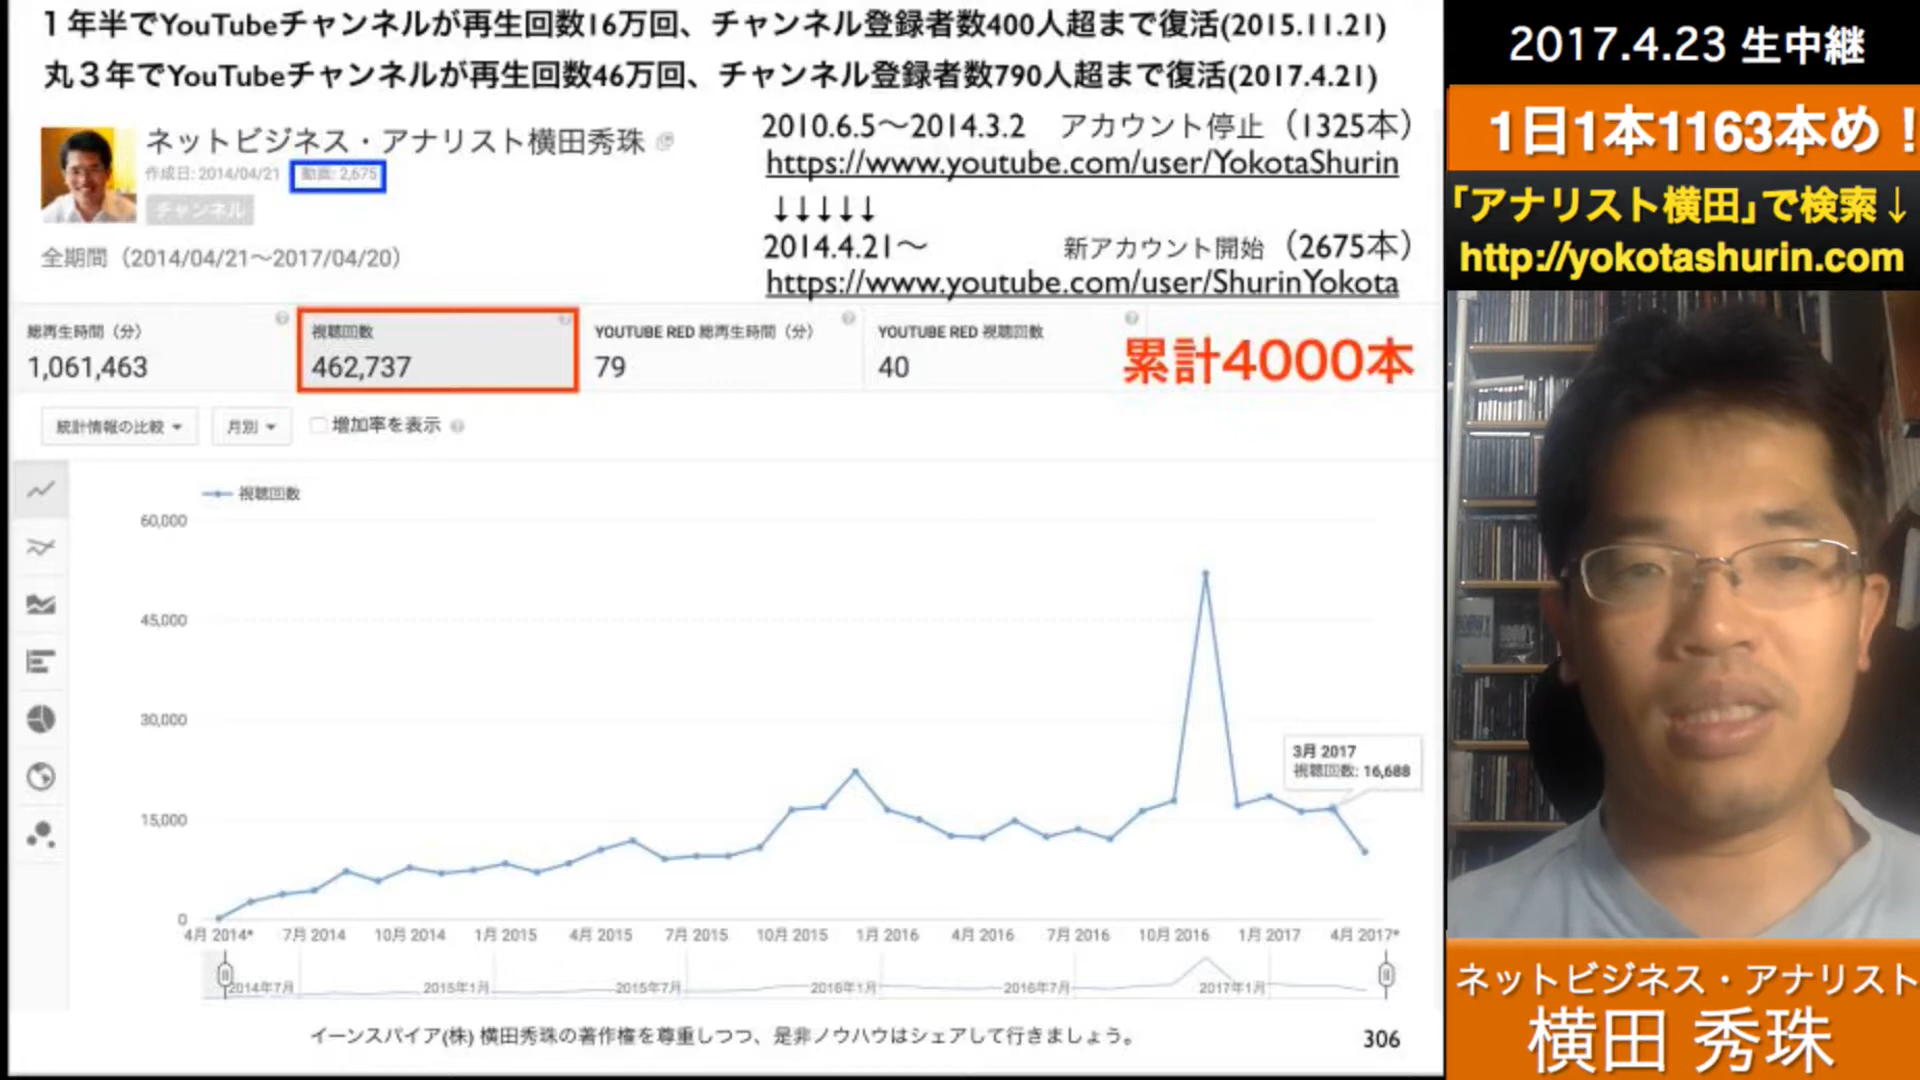 １年半でYouTubeチャンネルが再生回数16万回、チャンネル登録者数400人超まで復活(2015.11.21)
丸３年でYouTubeチャンネルが再生回数46万回、チャンネル登録者数790人超まで復活(2017.4.21)
ネットビジネス・アナリスト横田秀珠
作成日: 2014/04/21 動画: 2,675
チャンネル
全期間（2014/04/21〜2017/04/20）
2010.6.5〜2014.3.2 アカウント停止（1325本）
https://www.youtube.com/user/YokotaShurin
↓↓↓↓↓
2014.4.21〜 新アカウント開始（2675本）
https://www.youtube.com/user/ShurinYokota
総再生時間（分）
1,061,463
視聴回数
462,737
YOUTUBE RED 総再生時間（分）
79
YOUTUBE RED 視聴回数
40
累計4000本
統計情報の比較 月別 増加率を表示
視聴回数
60,000
45,000
30,000
15,000
0
3月 2017
視聴回数: 16,688
4月 2014* 7月 2014 10月 2014 1月 2015 4月 2015 7月 2015 10月 2015 1月 2016 4月 2016 7月 2016 10月 2016 1月 2017 4月 2017*
2014年7月 2015年1月 2015年7月 2016年1月 2016年7月 2017年1月
イーンスパイア(株) 横田秀珠の著作権を尊重しつつ、是非ノウハウはシェアして行きましょう。
306
2017.4.23 生中継
1日1本1163本め！
「アナリスト横田」で検索↓
http://yokotashurin.com
ネットビジネス・アナリスト
横田 秀珠